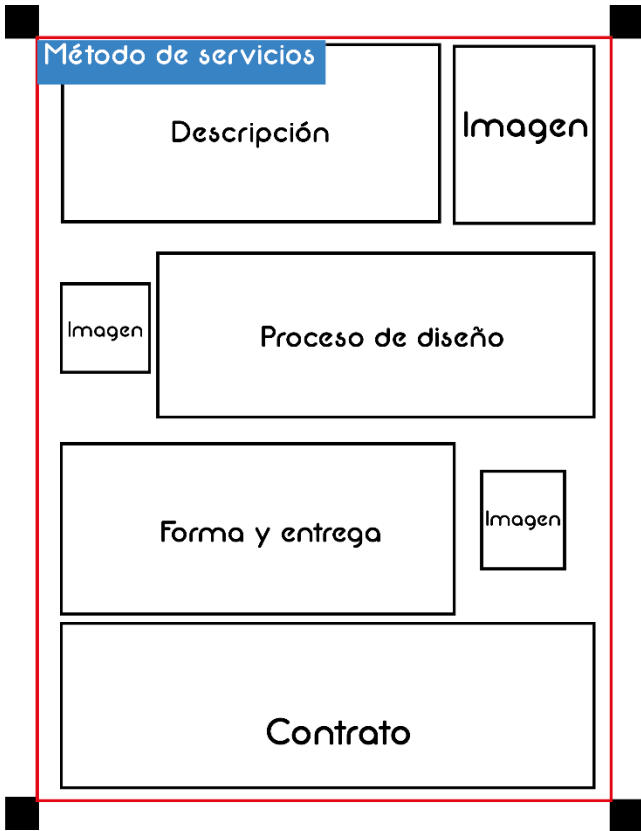 Método de servicios
Descripción
Imagen
Imagen
Proceso de diseño
Forma y entrega
Imagen
Contrato